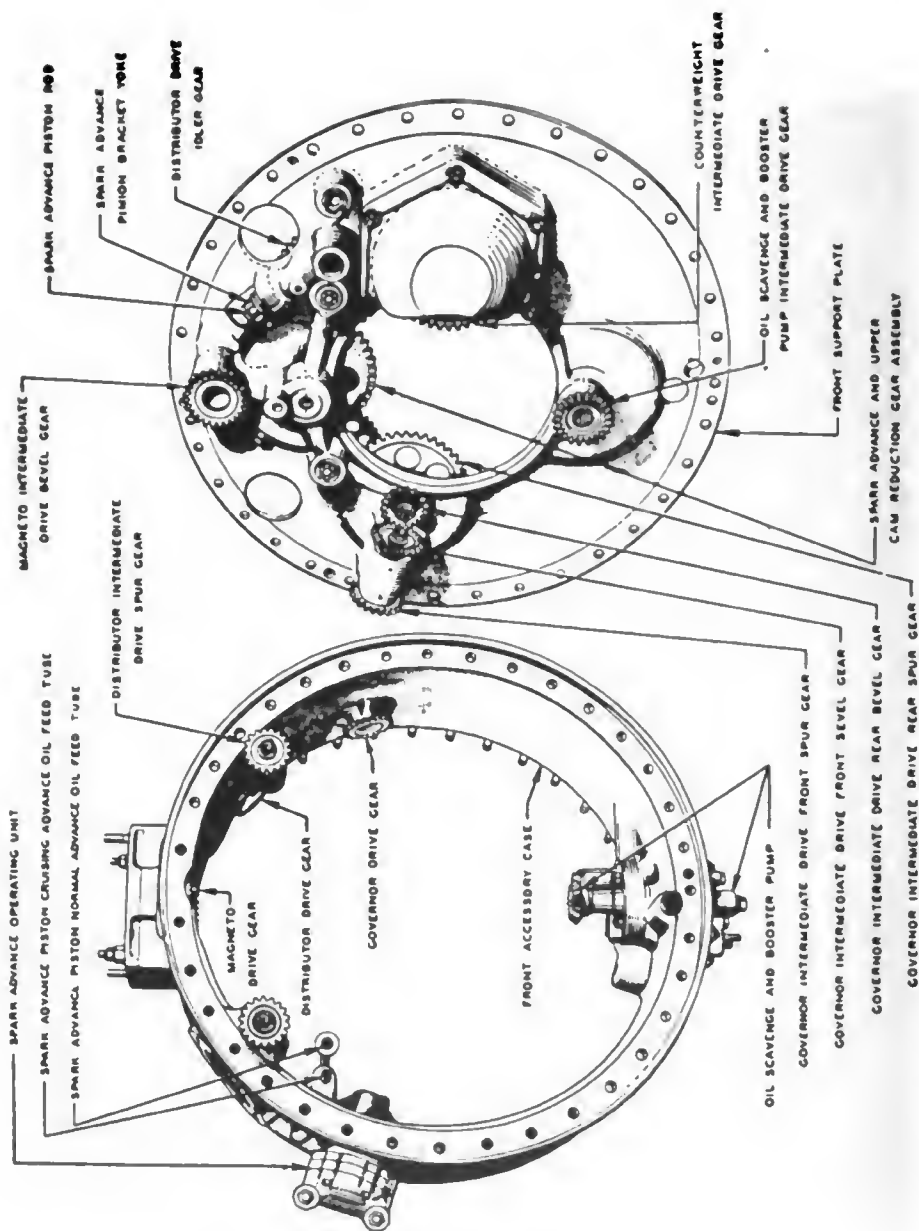 SPARK ADVANCE OPERATING UNIT
SPARK ADVANCE PISTON CRUISING ADVANCE OIL FEED TUBE
SPARK ADVANCE PISTON NORMAL ADVANCE OIL FEED TUBE
DISTRIBUTOR INTERMEDIATE
DRIVE SPUR GEAR
MAGNETO
DRIVE GEAR
DISTRIBUTOR DRIVE GEAR
GOVERNOR DRIVE GEAR
FRONT ACCESSORY CASE
OIL SCAVENGE AND BOOSTER PUMP
GOVERNOR INTERMEDIATE DRIVE FRONT SPUR GEAR
GOVERNOR INTERMEDIATE DRIVE FRONT BEVEL GEAR
GOVERNOR INTERMEDIATE DRIVE REAR BEVEL GEAR
GOVERNOR INTERMEDIATE DRIVE REAR SPUR GEAR
MAGNETO INTERMEDIATE
DRIVE BEVEL GEAR
SPARK ADVANCE PISTON ROD
SPARK ADVANCE
PINION BRACKET YOKE
DISTRIBUTOR DRIVE
IDLER GEAR
COUNTERWEIGHT
INTERMEDIATE DRIVE GEAR
OIL SCAVENGE AND BOOSTER
PUMP INTERMEDIATE DRIVE GEAR
FRONT SUPPORT PLATE
SPARK ADVANCE AND UPPER
CAM REDUCTION GEAR ASSEMBLY